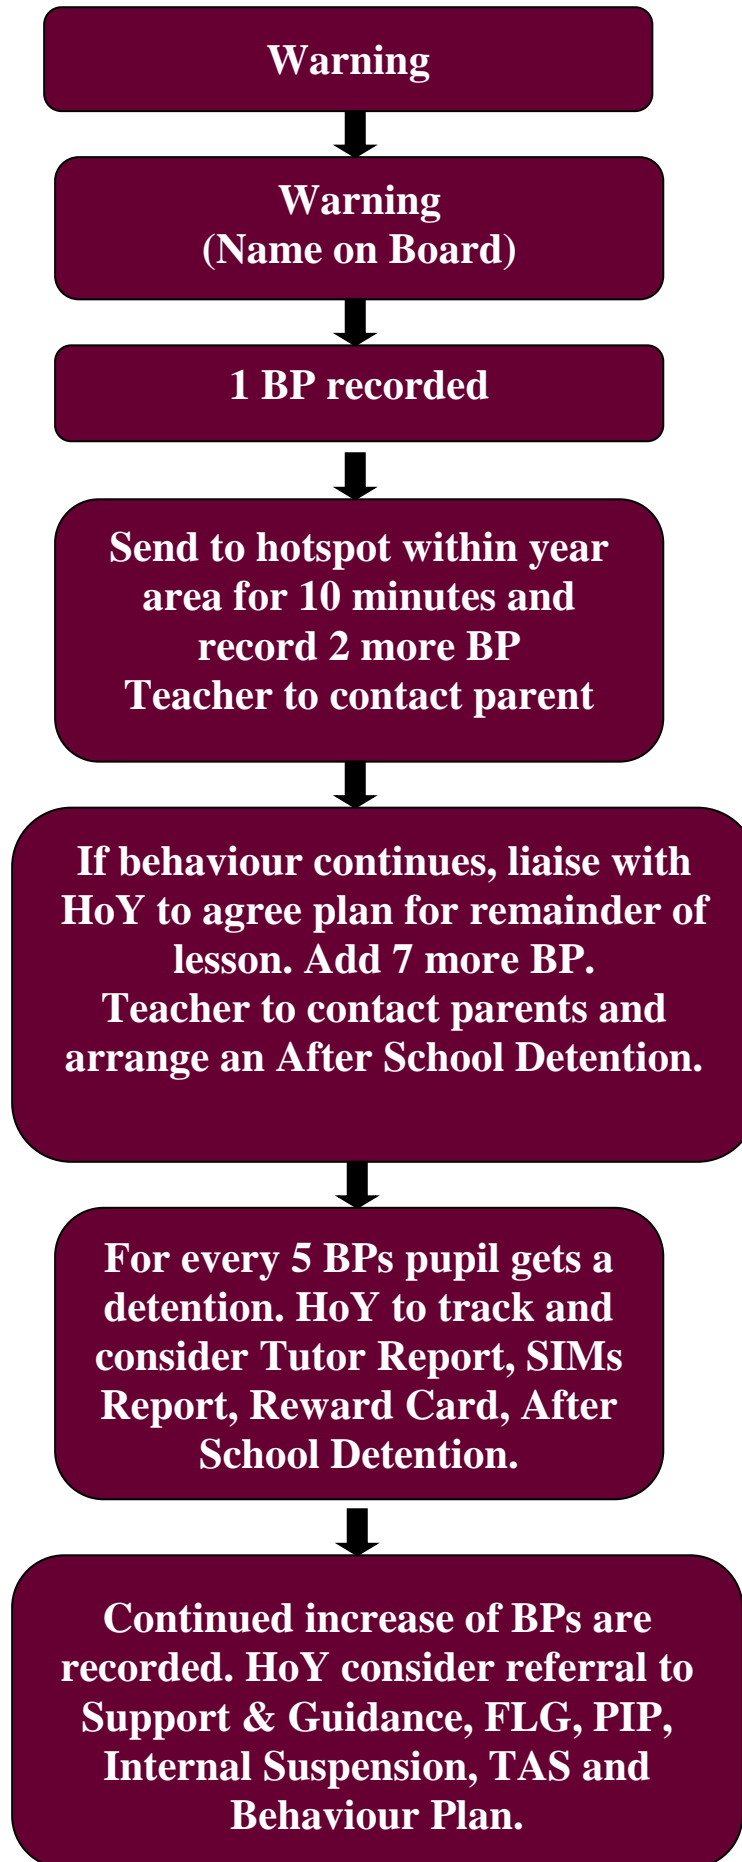 Warning
Warning
(Name on Board)
1 BP recorded
Send to hotspot within year
area for 10 minutes and
record 2 more BP
Teacher to contact parent
If behaviour continues, liaise with
HoY to agree plan for remainder of
lesson. Add 7 more BP.
Teacher to contact parents and
arrange an After School Detention.
For every 5 BPs pupil gets a
detention. HoY to track and
consider Tutor Report, SIMs
Report, Reward Card, After
School Detention.
Continued increase of BPs are
recorded. HoY consider referral to
Support & Guidance, FLG, PIP,
Internal Suspension, TAS and
Behaviour Plan.